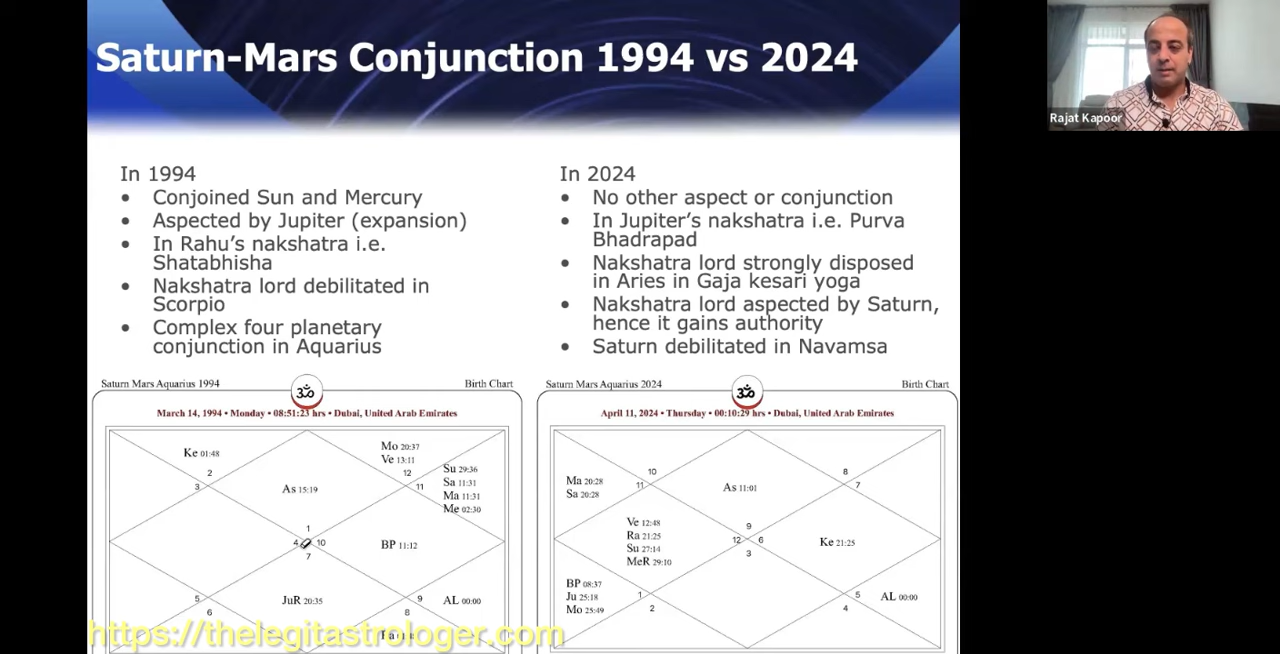 Saturn-Mars Conjunction 1994 vs 2024
Rajat Kapoor
In 1994
• Conjoined Sun and Mercury
• Aspected by Jupiter (expansion)
• In Rahu's nakshatra i.e.
Shatabhisha
• Nakshatra lord debilitated in
Scorpio
• Complex four planetary
conjunction in Aquarius
In 2024
• No other aspect or conjunction
• In Jupiter's nakshatra i.e. Purva
Bhadrapad
• Nakshatra lord strongly disposed
in Aries in Gaja kesari yoga
• Nakshatra lord aspected by Saturn,
hence it gains authority
• Saturn debilitated in Navamsa
Saturn Mars Aquarius 1994
ॐ
Birth Chart
March 14, 1994 • Monday • 08:51:23 hrs • Dubai, United Arab Emirates
Ke 01:48
Mo 20:37
Ve 13:11
2
12
Su 29:36
3
11
Sa 11:31
As 15:19
Ma 11:31
Me 02:30
1
4
10
BP 11:12
7
5
9
JuR 20:35
AL 00:00
6
8
Saturn Mars Aquarius 2024
ॐ
Birth Chart
April 11, 2024 • Thursday • 00:10:29 hrs • Dubai, United Arab Emirates
10
8
Ma 20:28
11
As 11:01
7
Sa 20:28
Ve 12:48
Ra 21:25
9
12
6
Ke 21:25
Su 27:14
3
MeR 29:10
BP 08:37
Ju 25:18
1
5
AL 00:00
Mo 25:49
2
4
https://thelegitastrologer.com